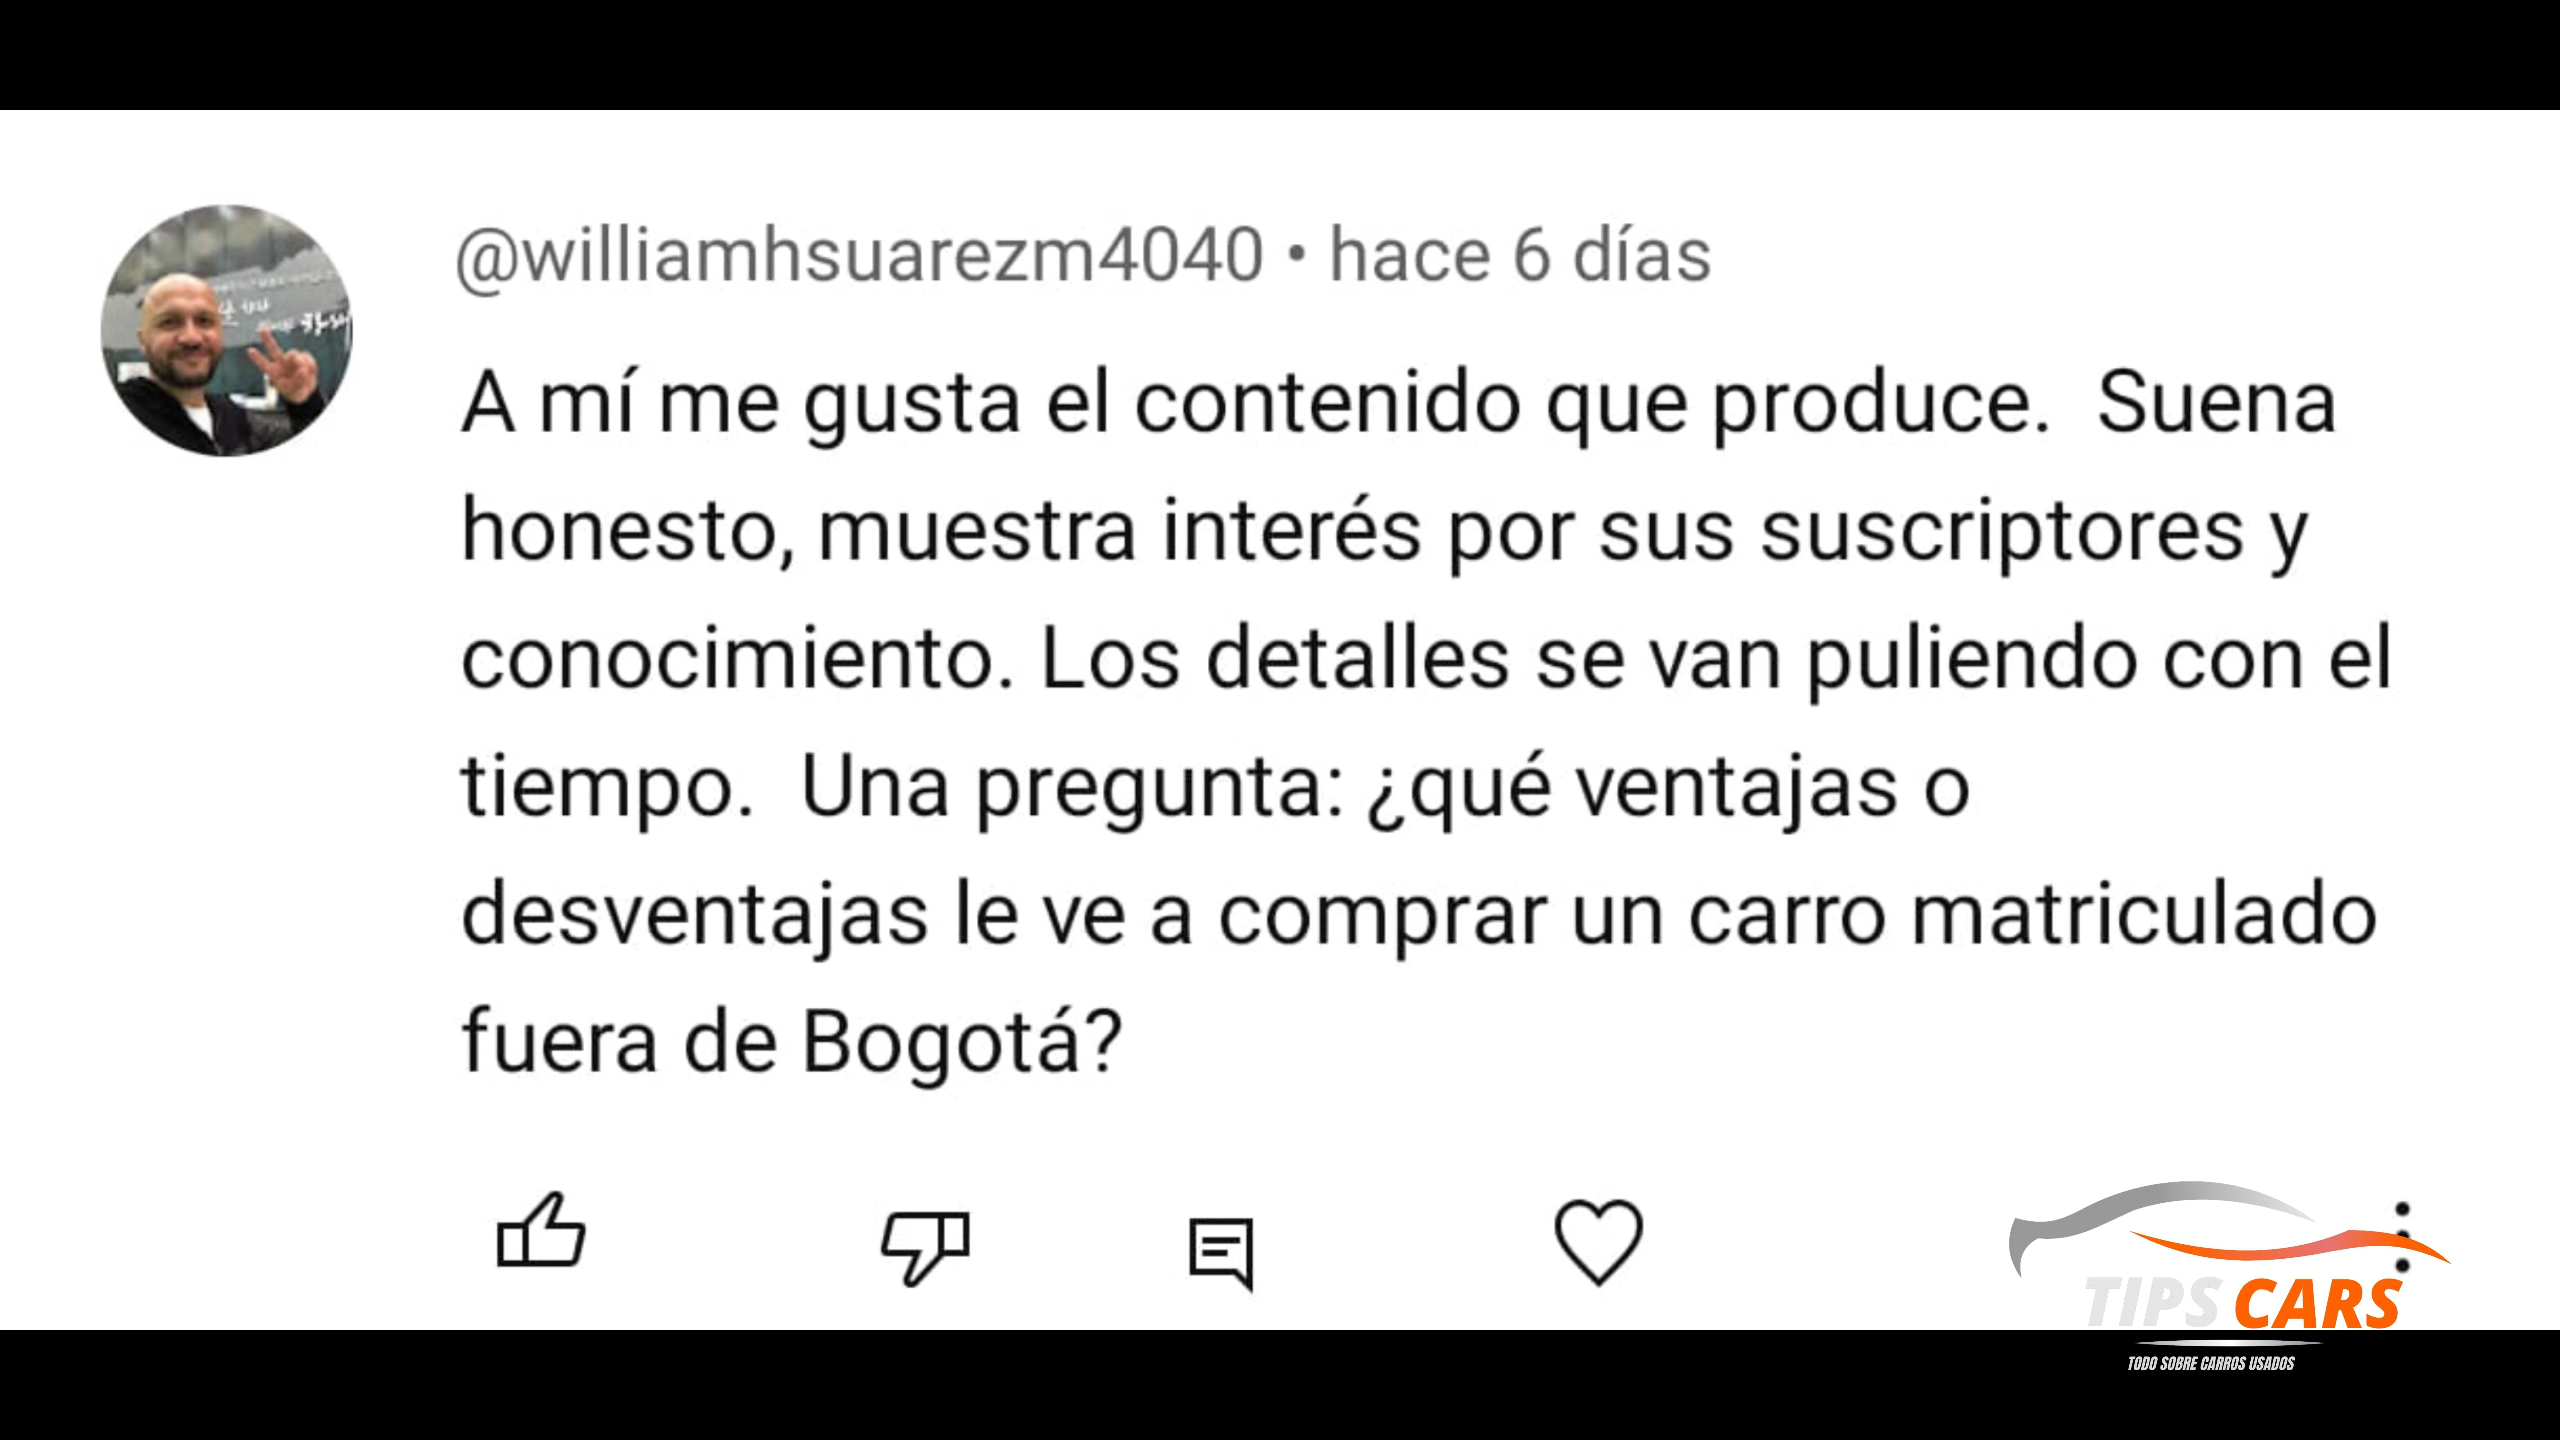 @williamhsuarezm4040 • hace 6 días
A mí me gusta el contenido que produce.  Suena
honesto, muestra interés por sus suscriptores y
conocimiento. Los detalles se van puliendo con el
tiempo.  Una pregunta: ¿qué ventajas o
desventajas le ve a comprar un carro matriculado
fuera de Bogotá?
TIPS CARS
TODO SOBRE CARROS USADOS